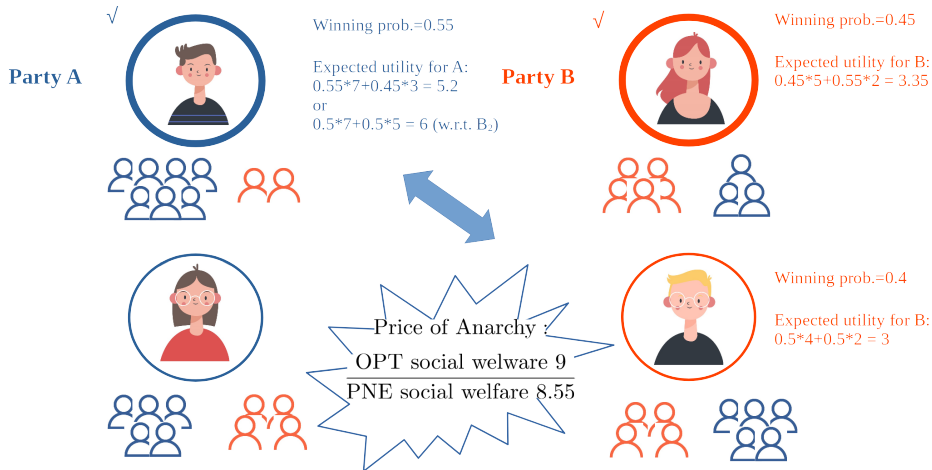 √
Party A
Winning prob.=0.55
Expected utility for A:
0.55*7+0.45*3 = 5.2
or
0.5*7+0.5*5 = 6 (w.r.t. B₂)
√
Party B
Winning prob.=0.45
Expected utility for B:
0.45*5+0.55*2 = 3.35
Price of Anarchy :
OPT social welware 9
PNE social welfare 8.55
Winning prob.=0.4
Expected utility for B:
0.5*4+0.5*2 = 3